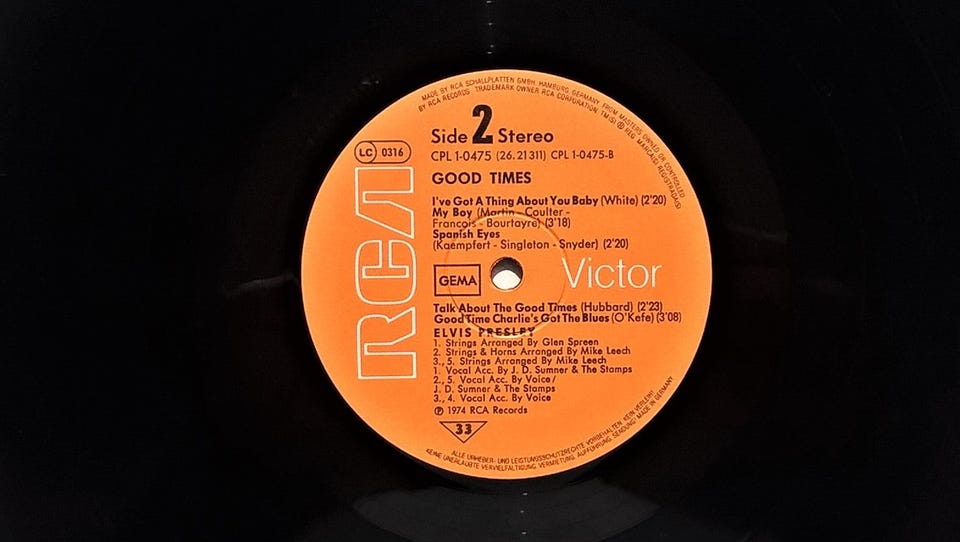 MADE BY RCA SCHALLPLATTEN GMBH, HAMBURG, GERMANY FROM MASTERS OWNED OR CONTROLLED
BY RCA RECORDS TRADEMARK OWNER RCA CORPORATION. TM(S) ® REG MARCA(S) REGISTRADA(S)
Side 2 Stereo
LC 0316
CPL 1-0475 (26.21311) CPL 1-0475-B
GOOD TIMES
RCA
I've Got A Thing About You Baby (White) (2'20)
My Boy (Martin - Coulter -
François - Bourtayre) (3'18)
Spanish Eyes
(Kaempfert - Singleton - Snyder) (2'20)
GEMA
Victor
Talk About The Good Times (Hubbard) (2'23)
Good Time Charlie's Got The Blues (O'Kefe) (3'08)
ELVIS PRESLEY
1. Strings Arranged By Glen Spreen
2. Strings & Horns Arranged By Mike Leech
3., 5. Strings Arranged By Mike Leech
1. Vocal Acc. By J. D. Sumner & The Stamps
2., 5. Vocal Acc. By Voice/
J. D. Sumner & The Stamps
3., 4. Vocal Acc. By Voice
℗ 1974 RCA Records
33
ALLE URHEBER- UND LEISTUNGSSCHUTZRECHTE VORBEHALTEN. KEIN VERLEIH!
KEINE UNERLAUBTE VERVIELFÄLTIGUNG, VERMIETUNG, AUFFÜHRUNG, SENDUNG! MADE IN GERMANY